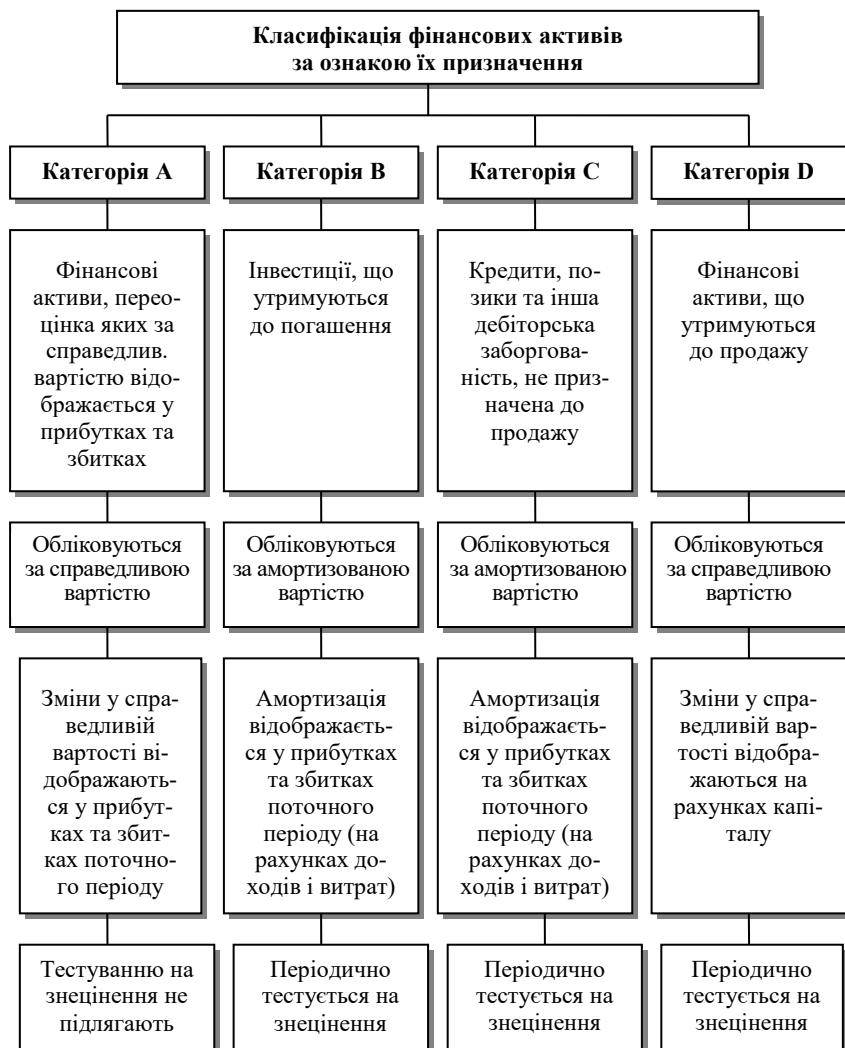 Класифікація фінансових активів
за ознакою їх призначення
Категорія A
Категорія B
Категорія C
Категорія D
Фінансові
активи, перео-
цінка яких за
справедлив.
вартістю відо-
бражається у
прибутках та
збитках
Інвестиції, що
утримуються
до погашення
Кредити, по-
зики та інша
дебіторська
заборгова-
ність, не приз-
начена до
продажу
Фінансові
активи, що
утримуються
до продажу
Обліковуються
за справедливою
вартістю
Обліковуються
за амортизованою
вартістю
Обліковуються
за амортизованою
вартістю
Обліковуються
за справедливою
вартістю
Зміни у спра-
ведливій
вартості ві-
дображають-
ся у прибут-
ках та збит-
ках поточно-
го періоду
Амортизація
відображаєть-
ся у прибутках
та збитках
поточного
періоду (на
рахунках до-
ходів і витрат)
Амортизація
відображаєть-
ся у прибутках
та збитках
поточного
періоду (на
рахунках до-
ходів і витрат)
Зміни у спра-
ведливій вар-
тості відобра-
жаються на
рахунках капі-
талу
Тестуванню на
знецінення не
підлягають
Періодично
тестується на
знецінення
Періодично
тестується на
знецінення
Періодично
тестується на
знецінення